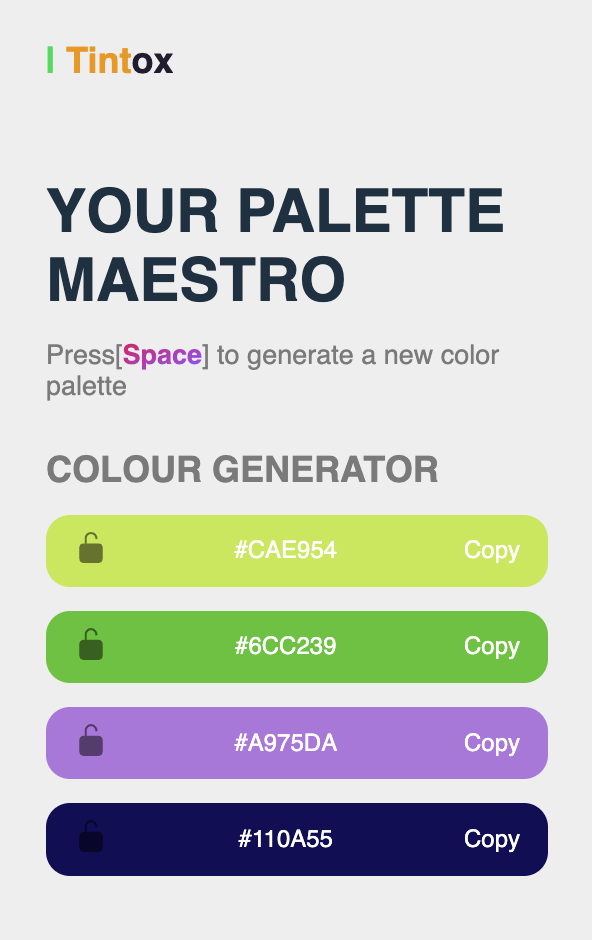 | Tintox
YOUR PALETTE
MAESTRO
Press[Space] to generate a new color
palette
COLOUR GENERATOR
#CAE954 Copy
#6CC239 Copy
#A975DA Copy
#110A55 Copy